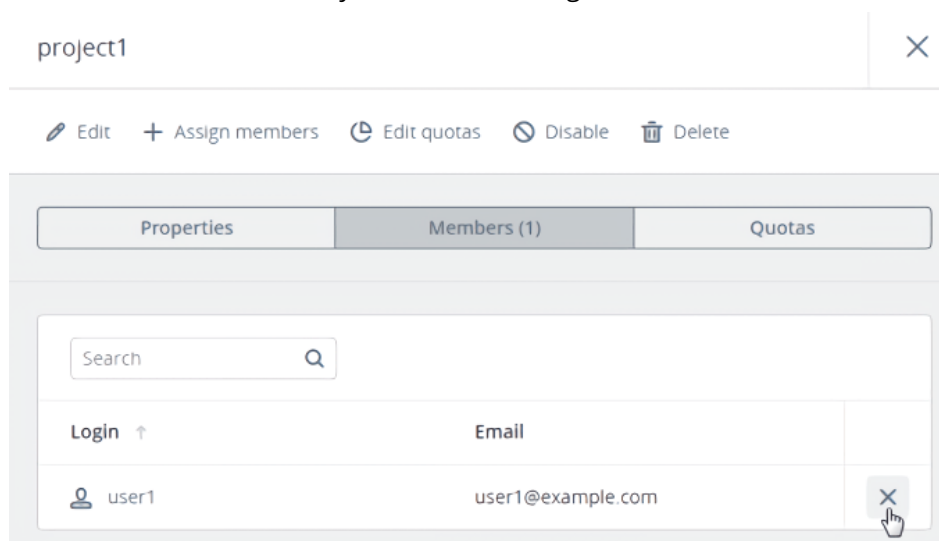 project1
Edit Assign members Edit quotas Disable Delete
Properties Members (1) Quotas
Search
Login Email
user1 user1@example.com